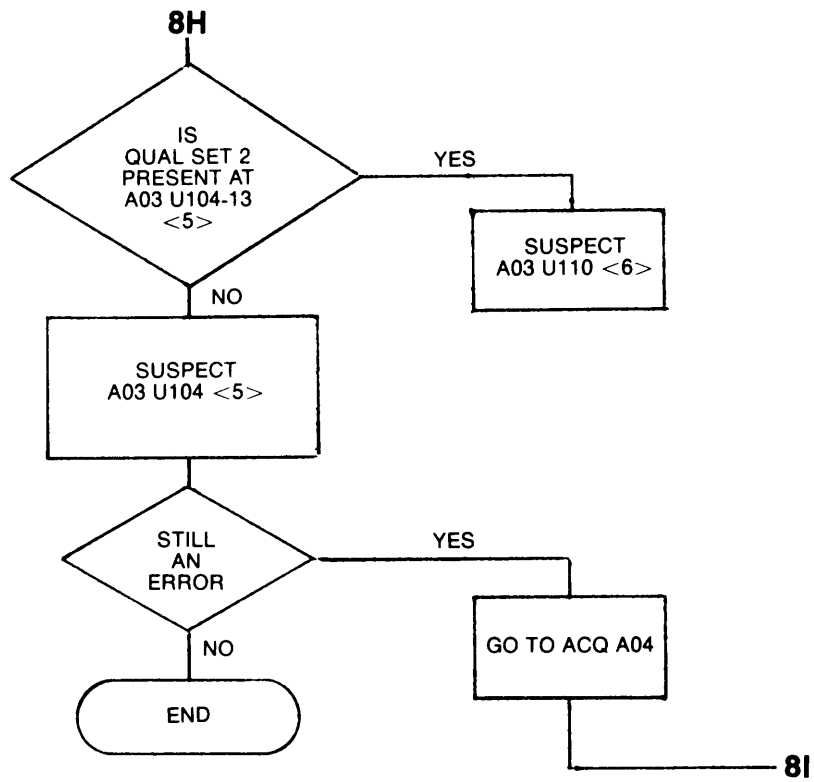 8H
IS
QUAL SET 2
PRESENT AT
A03 U104-13
<5>
YES
SUSPECT
A03 U110 <6>
NO
SUSPECT
A03 U104 <5>
STILL
AN
ERROR
YES
GO TO ACQ A04
NO
END
8I